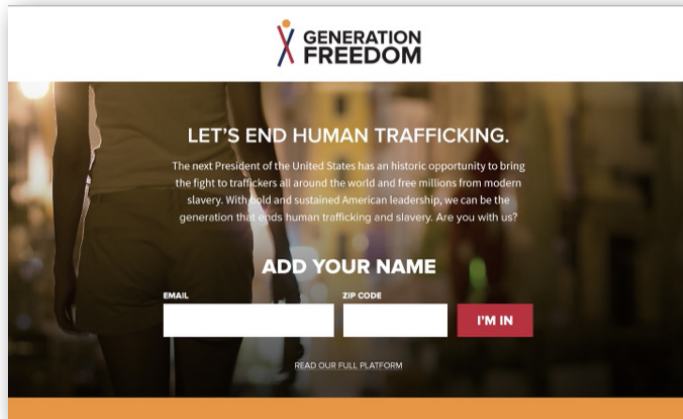 GENERATION
FREEDOM
LET'S END HUMAN TRAFFICKING.
The next President of the United States has an historic opportunity to bring
the fight to traffickers all around the world and free millions from modern
slavery. With bold and sustained American leadership, we can be the
generation that ends human trafficking and slavery. Are you with us?
ADD YOUR NAME
EMAIL ZIP CODE
I'M IN
READ OUR FULL PLATFORM